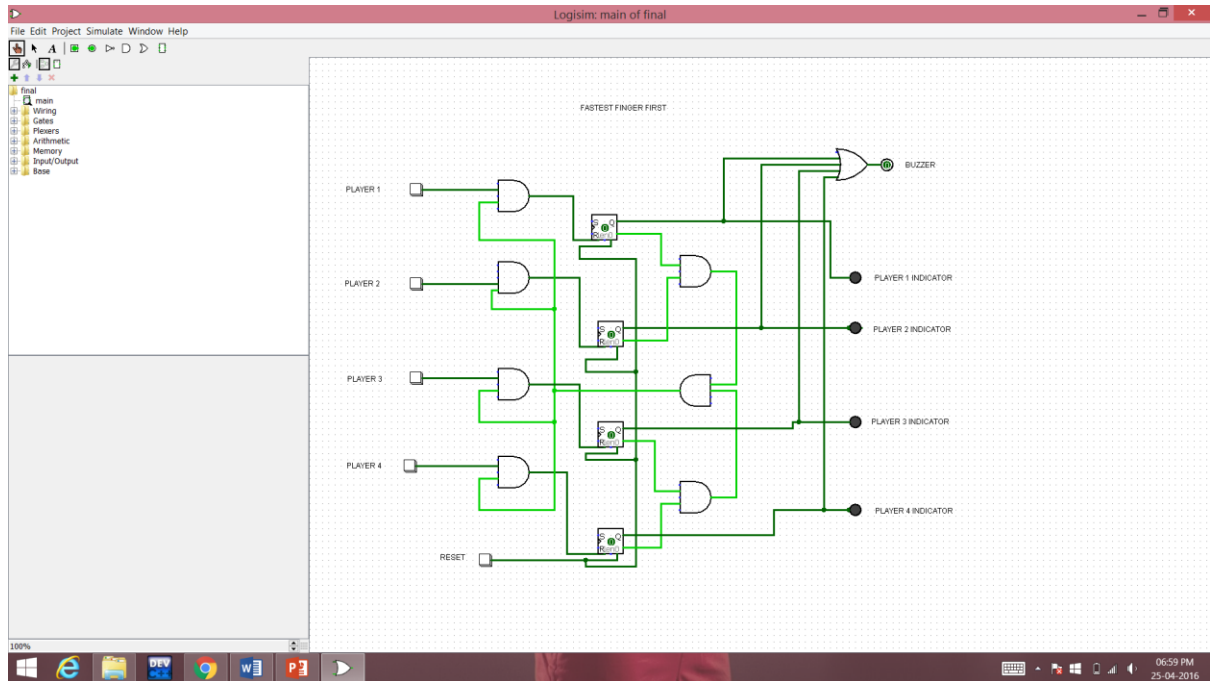 Logisim: main of final
File Edit Project Simulate Window Help
A
final
main
Wiring
Gates
Plexers
Arithmetic
Memory
Input/Output
Base
FASTEST FINGER FIRST
BUZZER
PLAYER 1
S Q
R
PLAYER 2
PLAYER 1 INDICATOR
S Q
R
PLAYER 2 INDICATOR
PLAYER 3
S Q
R
PLAYER 3 INDICATOR
PLAYER 4
PLAYER 4 INDICATOR
S Q
R
RESET
100%
DEV
06:59 PM
25-04-2016